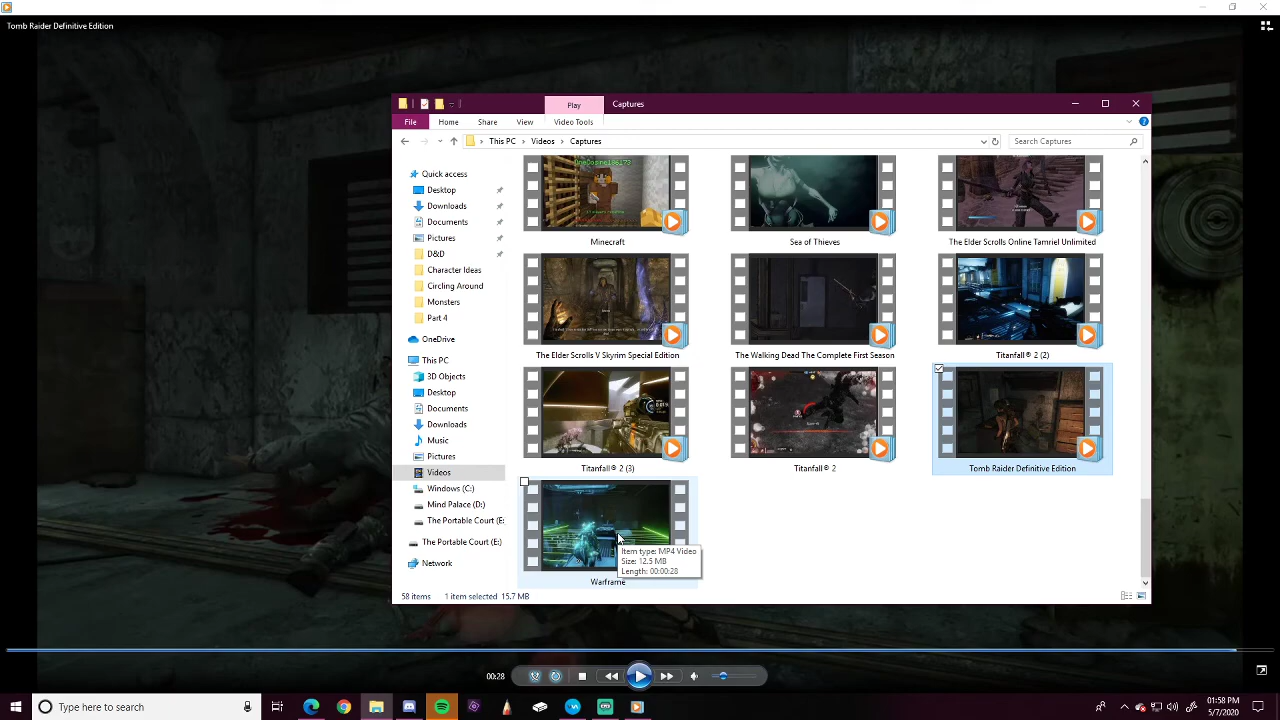 Tomb Raider Definitive Edition
Play
Captures
File
Home
Share
View
Video Tools
This PC
Videos
Captures
Search Captures
Quick access
Desktop
Downloads
Documents
Pictures
D&D
Character Ideas
Circling Around
Monsters
Part 4
OneDrive
This PC
3D Objects
Desktop
Documents
Downloads
Music
Pictures
Videos
Windows (C:)
Mind Palace (D:)
The Portable Court (E:
The Portable Court (E:)
Network
Minecraft
Sea of Thieves
The Elder Scrolls Online Tamriel Unlimited
The Elder Scrolls V Skyrim Special Edition
The Walking Dead The Complete First Season
Titanfall® 2 (2)
Titanfall® 2 (3)
Titanfall® 2
Tomb Raider Definitive Edition
Item type: MP4 Video
Size: 12.5 MB
Length: 00:00:28
Warframe
58 items
1 item selected 15.7 MB
00:28
Type here to search
01:58 PM
5/7/2020